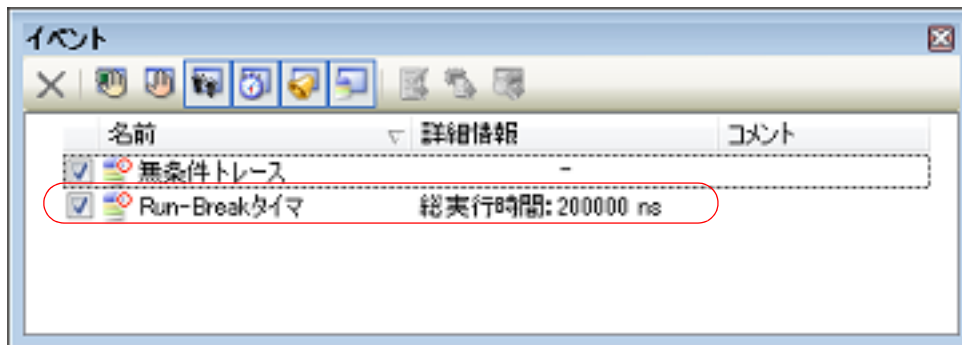 イベント
名前 詳細情報 コメント
無条件トレース -
Run-Breakタイマ 総実行時間: 200000 ns